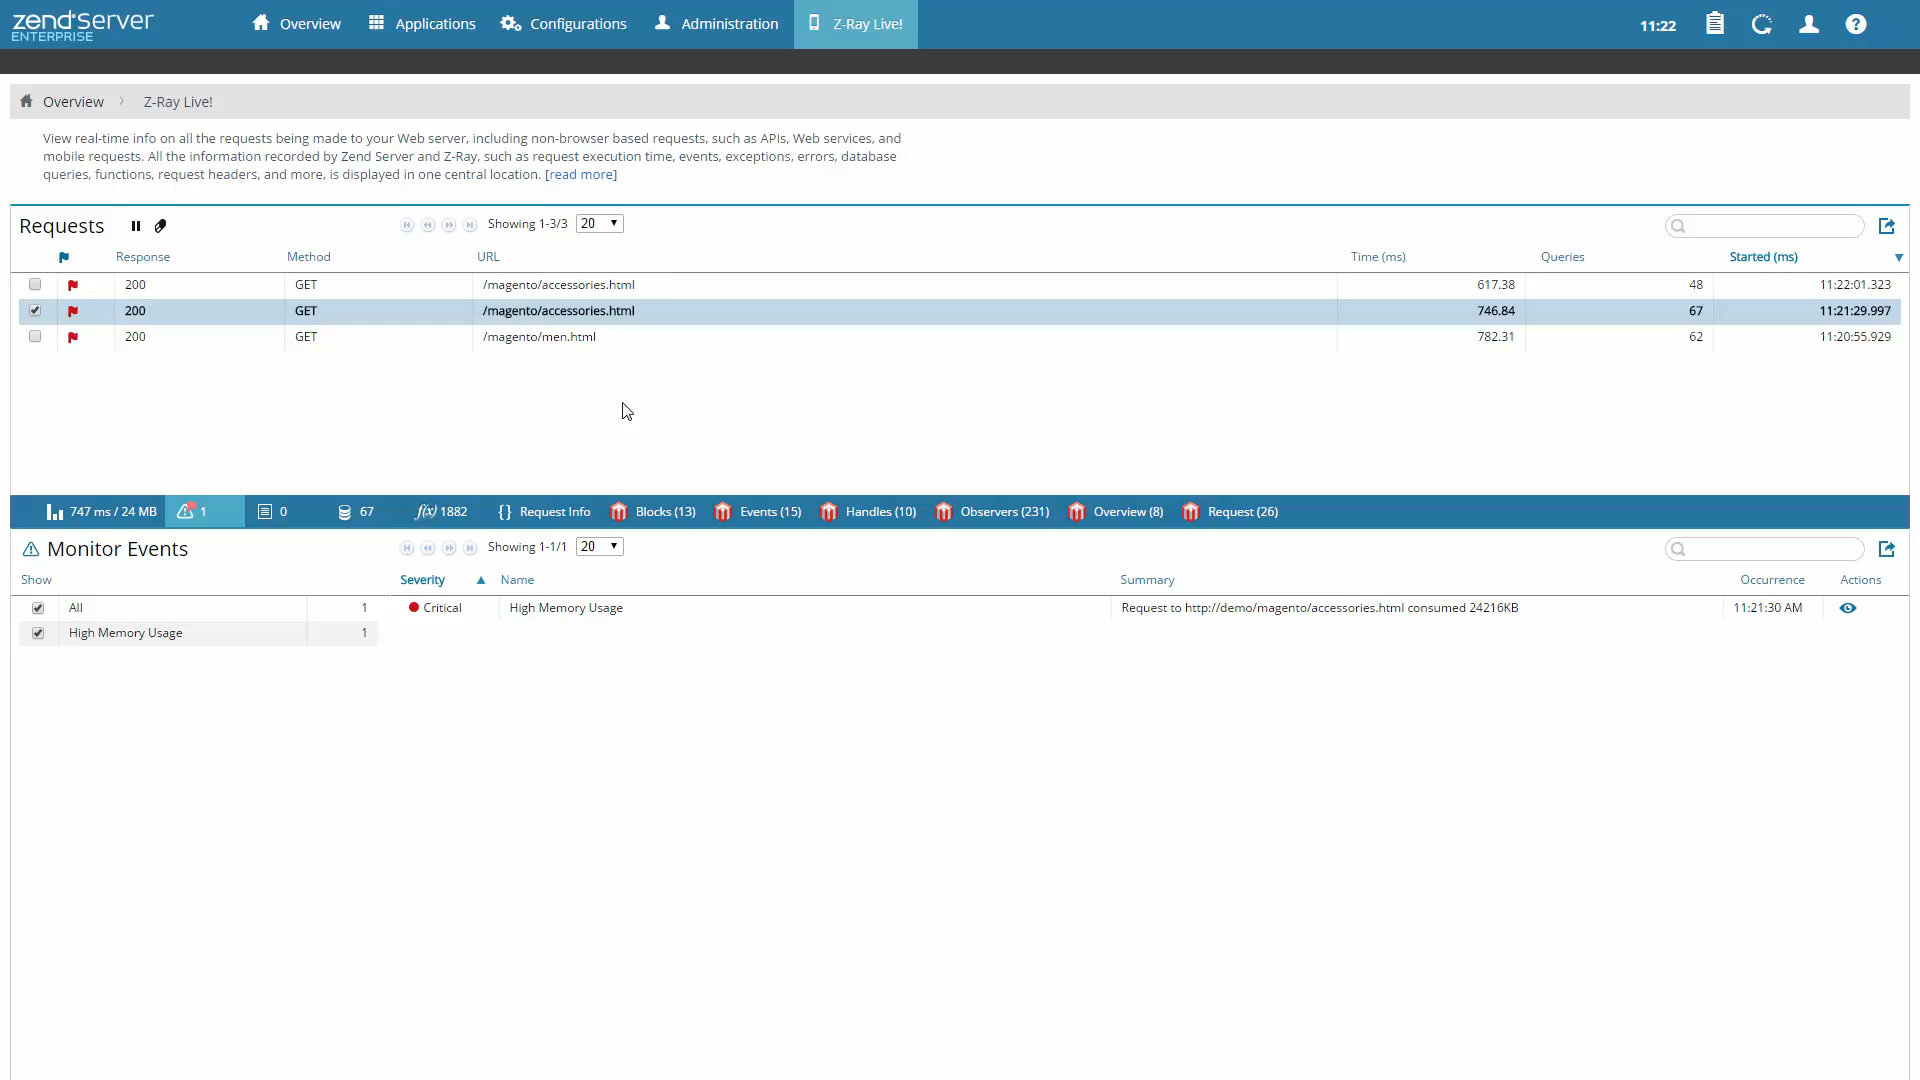 zend Server
ENTERPRISE
Overview
Applications
Configurations
Administration
Z-Ray Live!
11:22
Overview
Z-Ray Live!
View real-time info on all the requests being made to your Web server, including non-browser based requests, such as APIs, Web services, and
mobile requests. All the information recorded by Zend Server and Z-Ray, such as request execution time, events, exceptions, errors, database
queries, functions, request headers, and more, is displayed in one central location. [read more]
Requests
Showing 1-3/3 20
Response Method URL Time (ms) Queries Started (ms)
200 GET /magento/accessories.html 617.38 48 11:22:01.323
200 GET /magento/accessories.html 746.84 67 11:21:29.997
200 GET /magento/men.html 782.31 62 11:20:55.929
747 ms / 24 MB 1 0 67 f(x) 1882 {} Request Info Blocks (13) Events (15) Handles (10) Observers (231) Overview (8) Request (26)
Monitor Events
Showing 1-1/1 20
Show Severity Name Summary Occurrence Actions
All 1 Critical High Memory Usage Request to http://demo/magento/accessories.html consumed 24216KB 11:21:30 AM
High Memory Usage 1